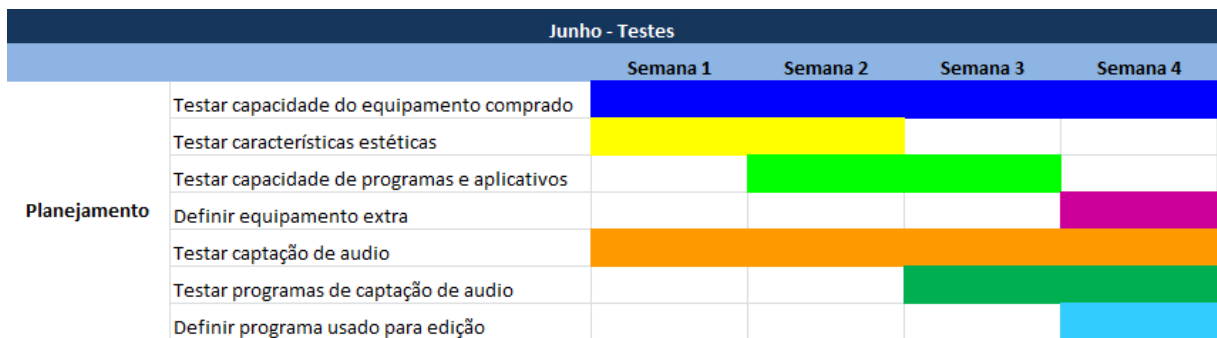 Junho - Testes
Semana 1 Semana 2 Semana 3 Semana 4
Testar capacidade do equipamento comprado
Testar características estéticas
Testar capacidade de programas e aplicativos
Planejamento Definir equipamento extra
Testar captação de audio
Testar programas de captação de audio
Definir programa usado para edição